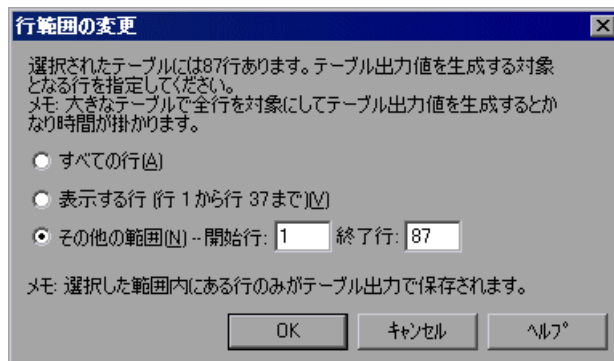 行範囲の変更
選択されたテーブルには87行あります。テーブル出力値を生成する対象
となる行を指定してください。
メモ: 大きなテーブルで全行を対象にしてテーブル出力値を生成するとか
なり時間が掛かります。
すべての行(A)
表示する行 (行 1 から行 37まで)(V)
その他の範囲(N) -- 開始行: 1 終了行: 87
メモ: 選択した範囲内にある行のみがテーブル出力で保存されます。
OK キャンセル ヘルプ